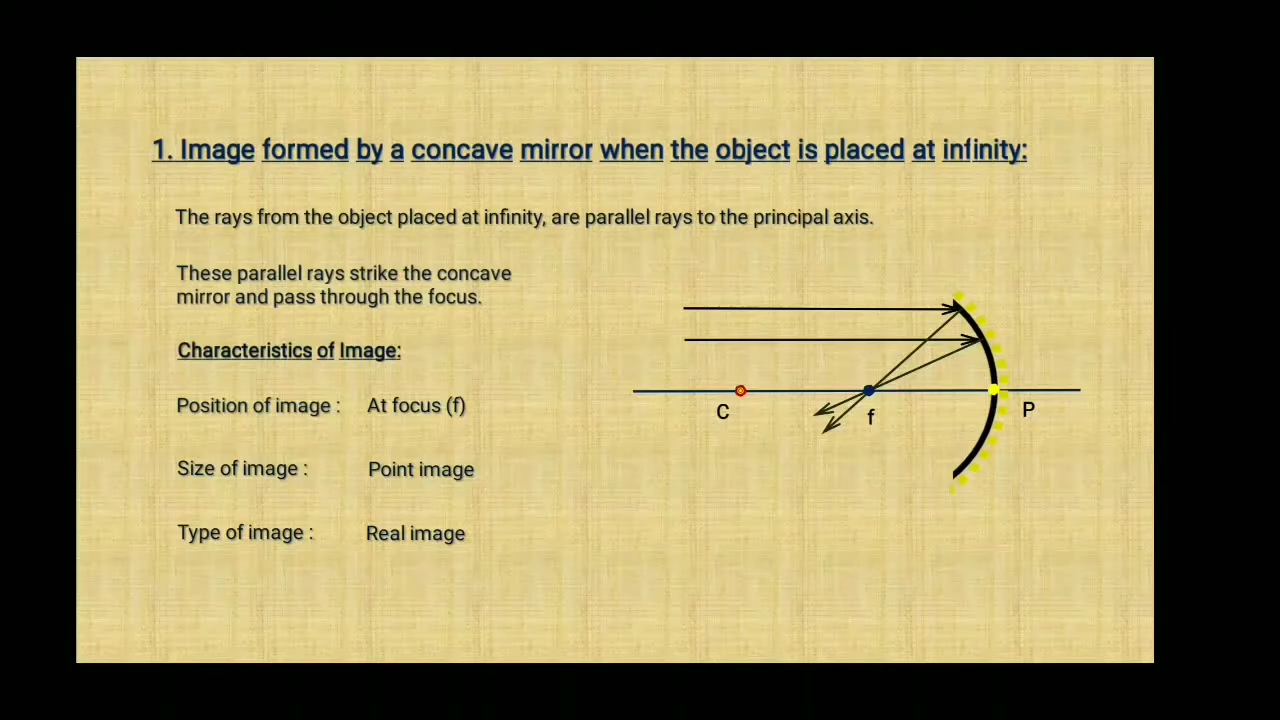 1. Image formed by a concave mirror when the object is placed at infinity:
The rays from the object placed at infinity, are parallel rays to the principal axis.
These parallel rays strike the concave
mirror and pass through the focus.
Characteristics of Image:
Position of image : At focus (f)
Size of image : Point image
Type of image : Real image
C
f
P